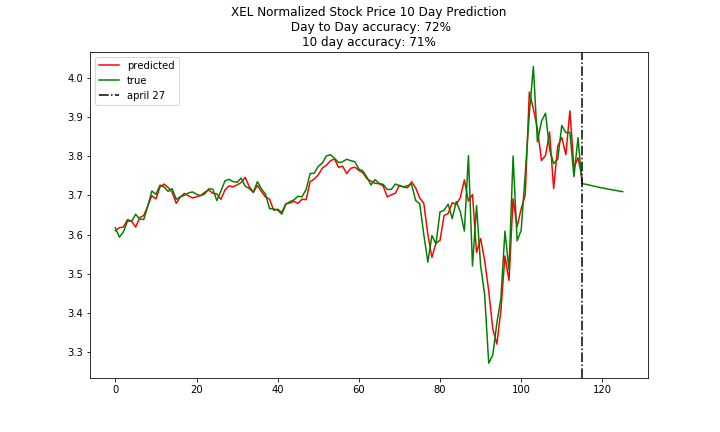 XEL Normalized Stock Price 10 Day Prediction
Day to Day accuracy: 72%
10 day accuracy: 71%
predicted
true
april 27
4.0
3.9
3.8
3.7
3.6
3.5
3.4
3.3
0 20 40 60 80 100 120